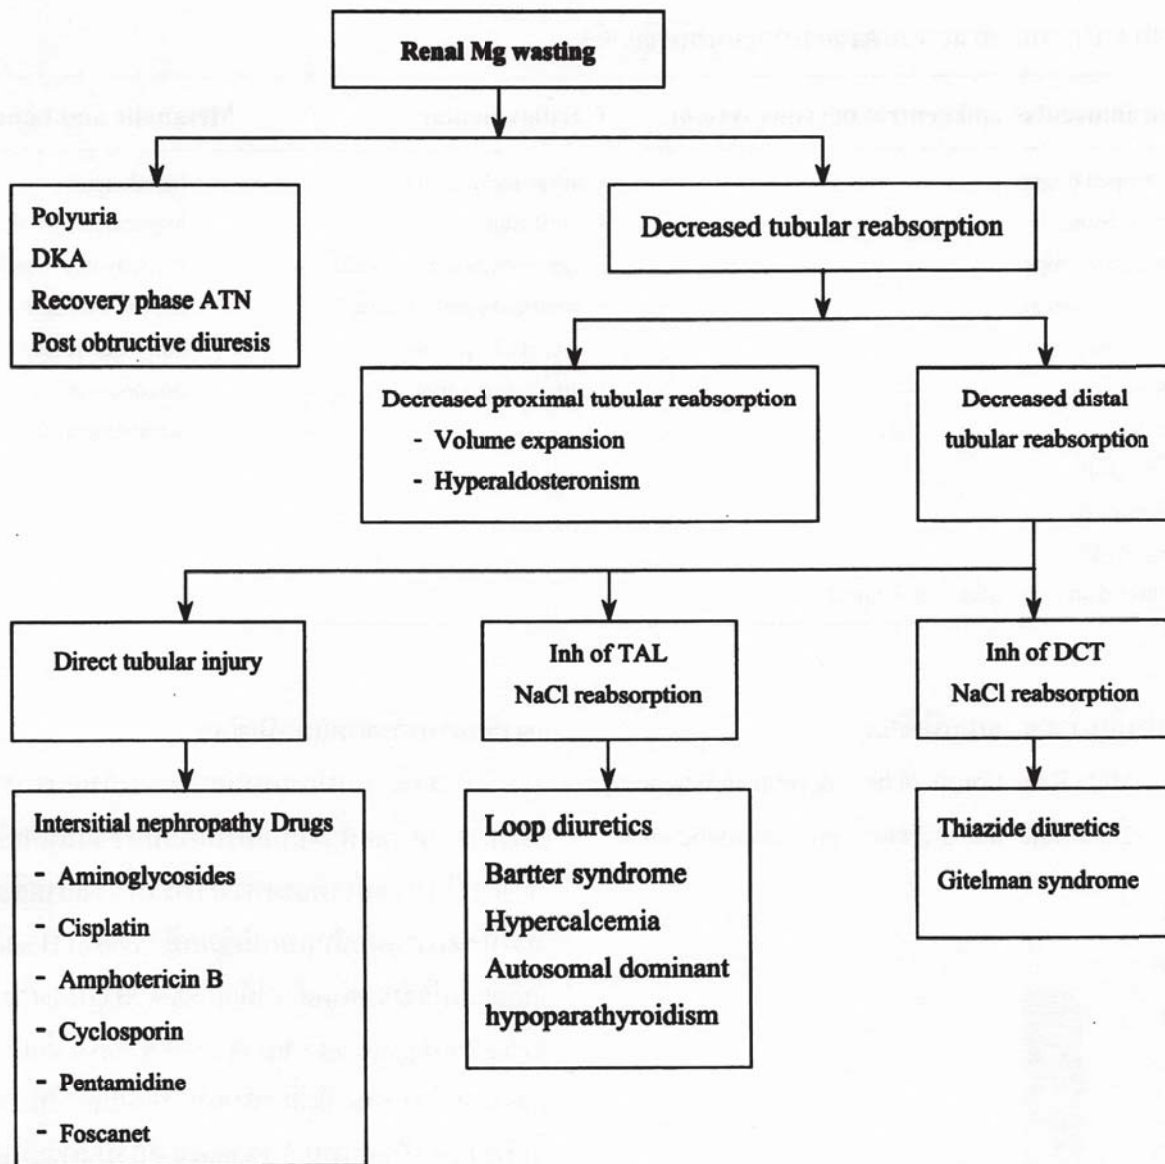 Renal Mg wasting
Polyuria
DKA
Recovery phase ATN
Post obtructive diuresis
Decreased tubular reabsorption
Decreased proximal tubular reabsorption
- Volume expansion
- Hyperaldosteronism
Decreased distal
tubular reabsorption
Direct tubular injury
Inh of TAL
NaCl reabsorption
Inh of DCT
NaCl reabsorption
Intersitial nephropathy Drugs
- Aminoglycosides
- Cisplatin
- Amphotericin B
- Cyclosporin
- Pentamidine
- Foscanet
Loop diuretics
Bartter syndrome
Hypercalcemia
Autosomal dominant
hypoparathyroidism
Thiazide diuretics
Gitelman syndrome